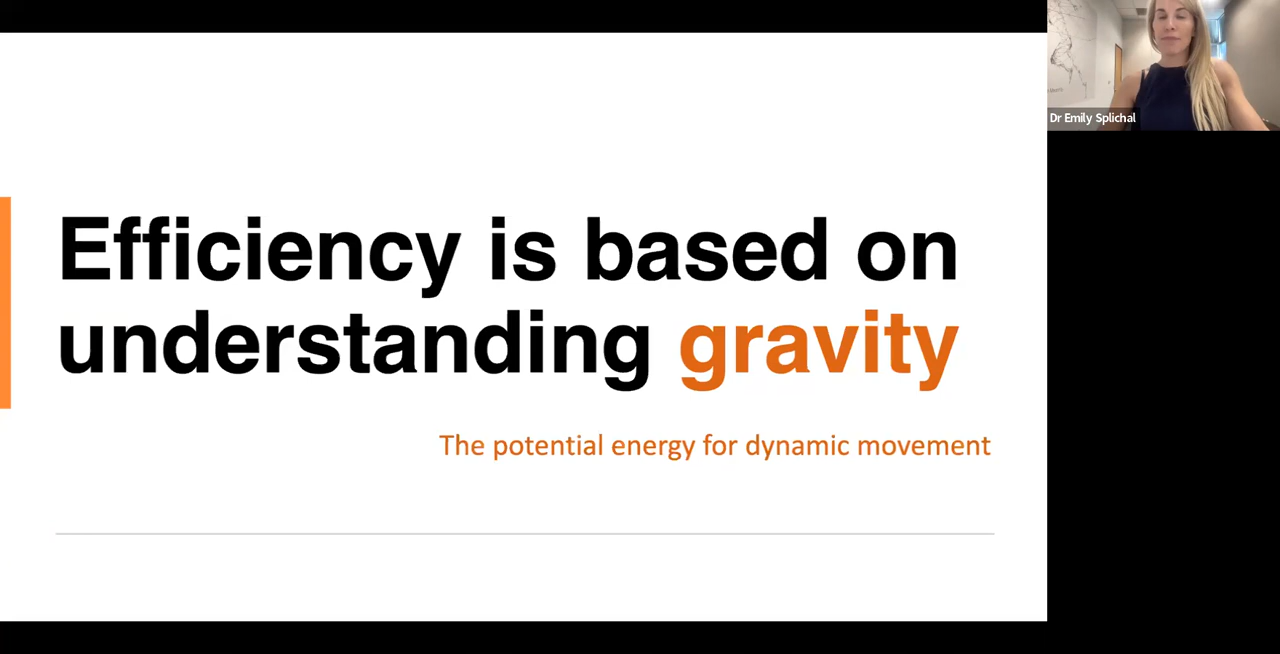 Efficiency is based on
understanding gravity
The potential energy for dynamic movement
Dr Emily Splichal